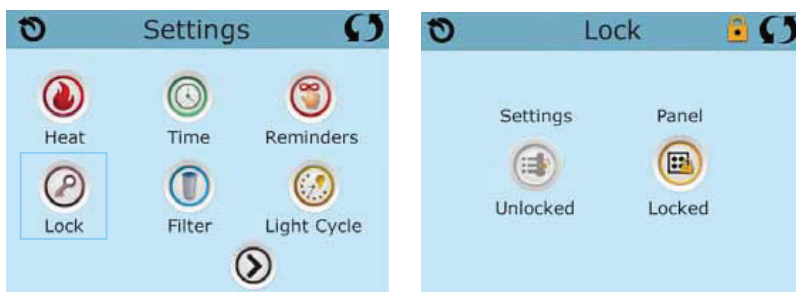 Settings
Heat Time Reminders
Lock Filter Light Cycle
Lock
Settings Panel
Unlocked Locked